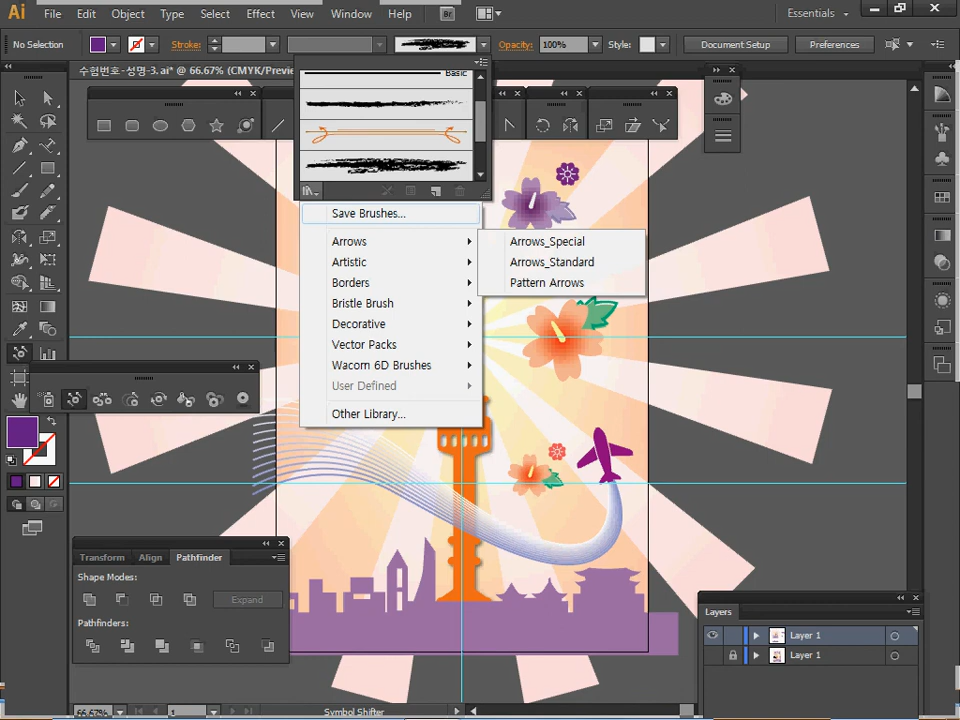 Ai File Edit Object Type Select Effect View Window Help Br Essentials
No Selection Stroke: Opacity: 100% Style: Document Setup Preferences
수험번호-성명-3.ai* @ 66.67% (CMYK/Previe
Basic
Save Brushes...
Arrows
Artistic
Borders
Bristle Brush
Decorative
Vector Packs
Wacom 6D Brushes
User Defined
Other Library...
Arrows_Special
Arrows_Standard
Pattern Arrows
Transform Align Pathfinder
Shape Modes:
Expand
Pathfinders:
Layers
Layer 1
Layer 1
66.67% 1 Symbol Shifter